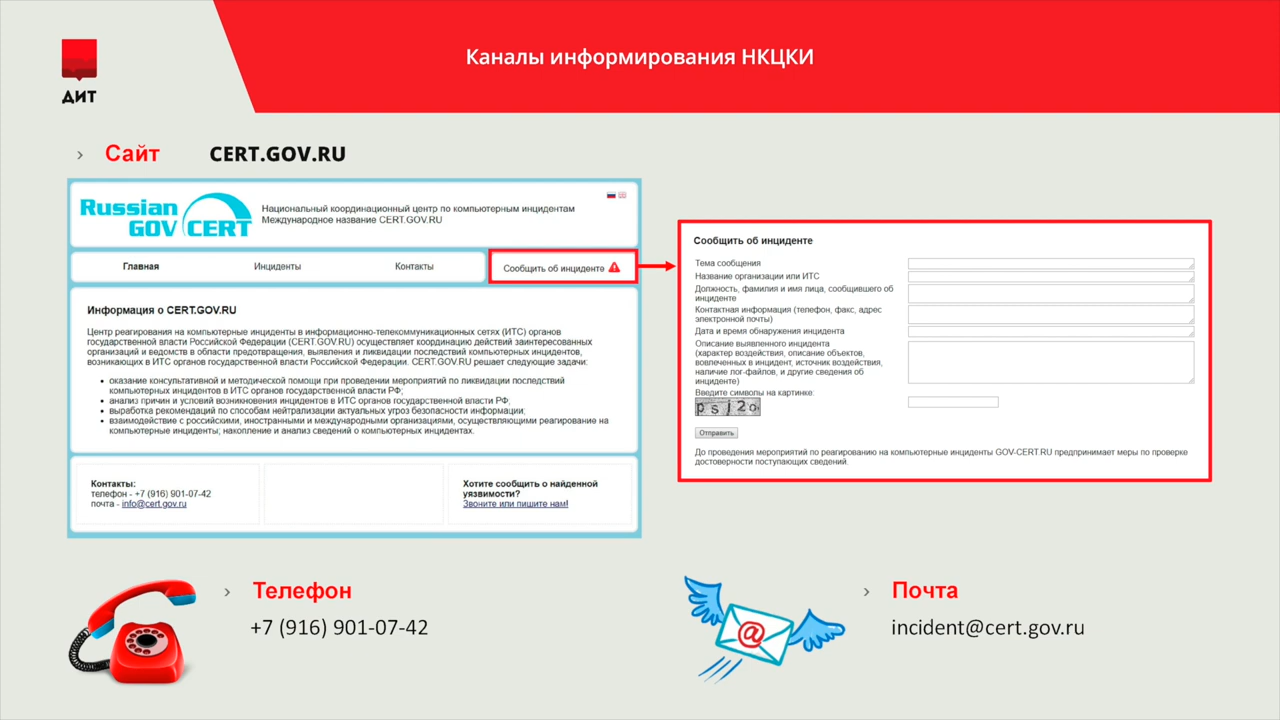 Каналы информирования НКЦКИ
ДИТ
Сайт CERT.GOV.RU
Russian
GOV CERT
Национальный координационный центр по компьютерным инцидентам
Международное название CERT.GOV.RU
Главная Инциденты Контакты Сообщить об инциденте
Информация о CERT.GOV.RU
Центр реагирования на компьютерные инциденты в информационно-телекоммуникационных сетях (ИТС) органов
государственной власти Российской Федерации (CERT.GOV.RU) осуществляет координацию действий заинтересованных
организаций и ведомств в области предотвращения, выявления и ликвидации последствий компьютерных инцидентов,
возникающих в ИТС органов государственной власти Российской Федерации. CERT.GOV.RU решает следующие задачи:
• оказание консультативной и методической помощи при проведении мероприятий по ликвидации последствий
компьютерных инцидентов в ИТС органов государственной власти РФ;
• анализ причин и условий возникновения инцидентов в ИТС органов государственной власти РФ;
• выработка рекомендаций по способам нейтрализации актуальных угроз безопасности информации;
• взаимодействие с российскими, иностранными и международными организациями, осуществляющими реагирование на
компьютерные инциденты; накопление и анализ сведений о компьютерных инцидентах.
Контакты:
телефон - +7 (916) 901-07-42
почта - info@cert.gov.ru
Хотите сообщить о найденной
уязвимости?
Звоните или пишите нам!
Сообщить об инциденте
Тема сообщения
Название организации или ИТС
Должность, фамилия и имя лица, сообщившего об
инциденте
Контактная информация (телефон, факс, адрес
электронной почты)
Дата и время обнаружения инцидента
Описание выявленного инцидента
(характер воздействия, описание объектов,
вовлеченных в инцидент, источник воздействия,
наличие лог-файлов, и другие сведения об
инциденте)
Введите символы на картинке:
psj2o
Отправить
До проведения мероприятий по реагированию на компьютерные инциденты GOV-CERT.RU предпринимает меры по проверке
достоверности поступающих сведений.
Телефон
+7 (916) 901-07-42
@
Почта
incident@cert.gov.ru